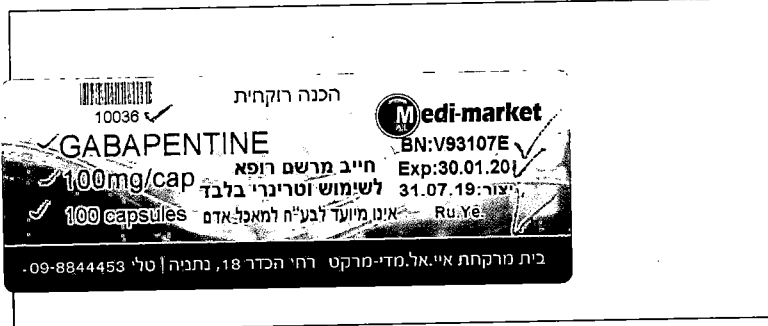 הכנה רוקחית
Medi-market
10036
GABAPENTINE
BN:V93107E
100mg/cap
חייב מרשם רופא
Exp:30.01.20
לשימוש וטרינרי בלבד
יצור: 31.07.19
100 capsules
אינו מיועד לבע"ח למאכל אדם
Ru.Ye.
בית מרקחת איי.אל.מדי-מרקט רח' הכדר 18, נתניה | טל' 09-8844453